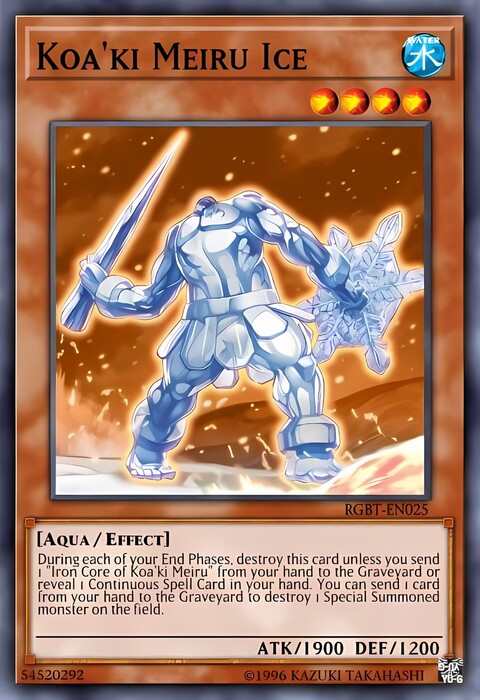 Koa'ki Meiru Ice
WATER
水
RGBT-EN025
[Aqua / Effect]
During each of your End Phases, destroy this card unless you send
1 "Iron Core of Koa'ki Meiru" from your hand to the Graveyard or
reveal 1 Continuous Spell Card in your hand. You can send 1 card
from your hand to the Graveyard to destroy 1 Special Summoned
monster on the field.
ATK/1900 DEF/1200
54520292
©1996 KAZUKI TAKAHASHI